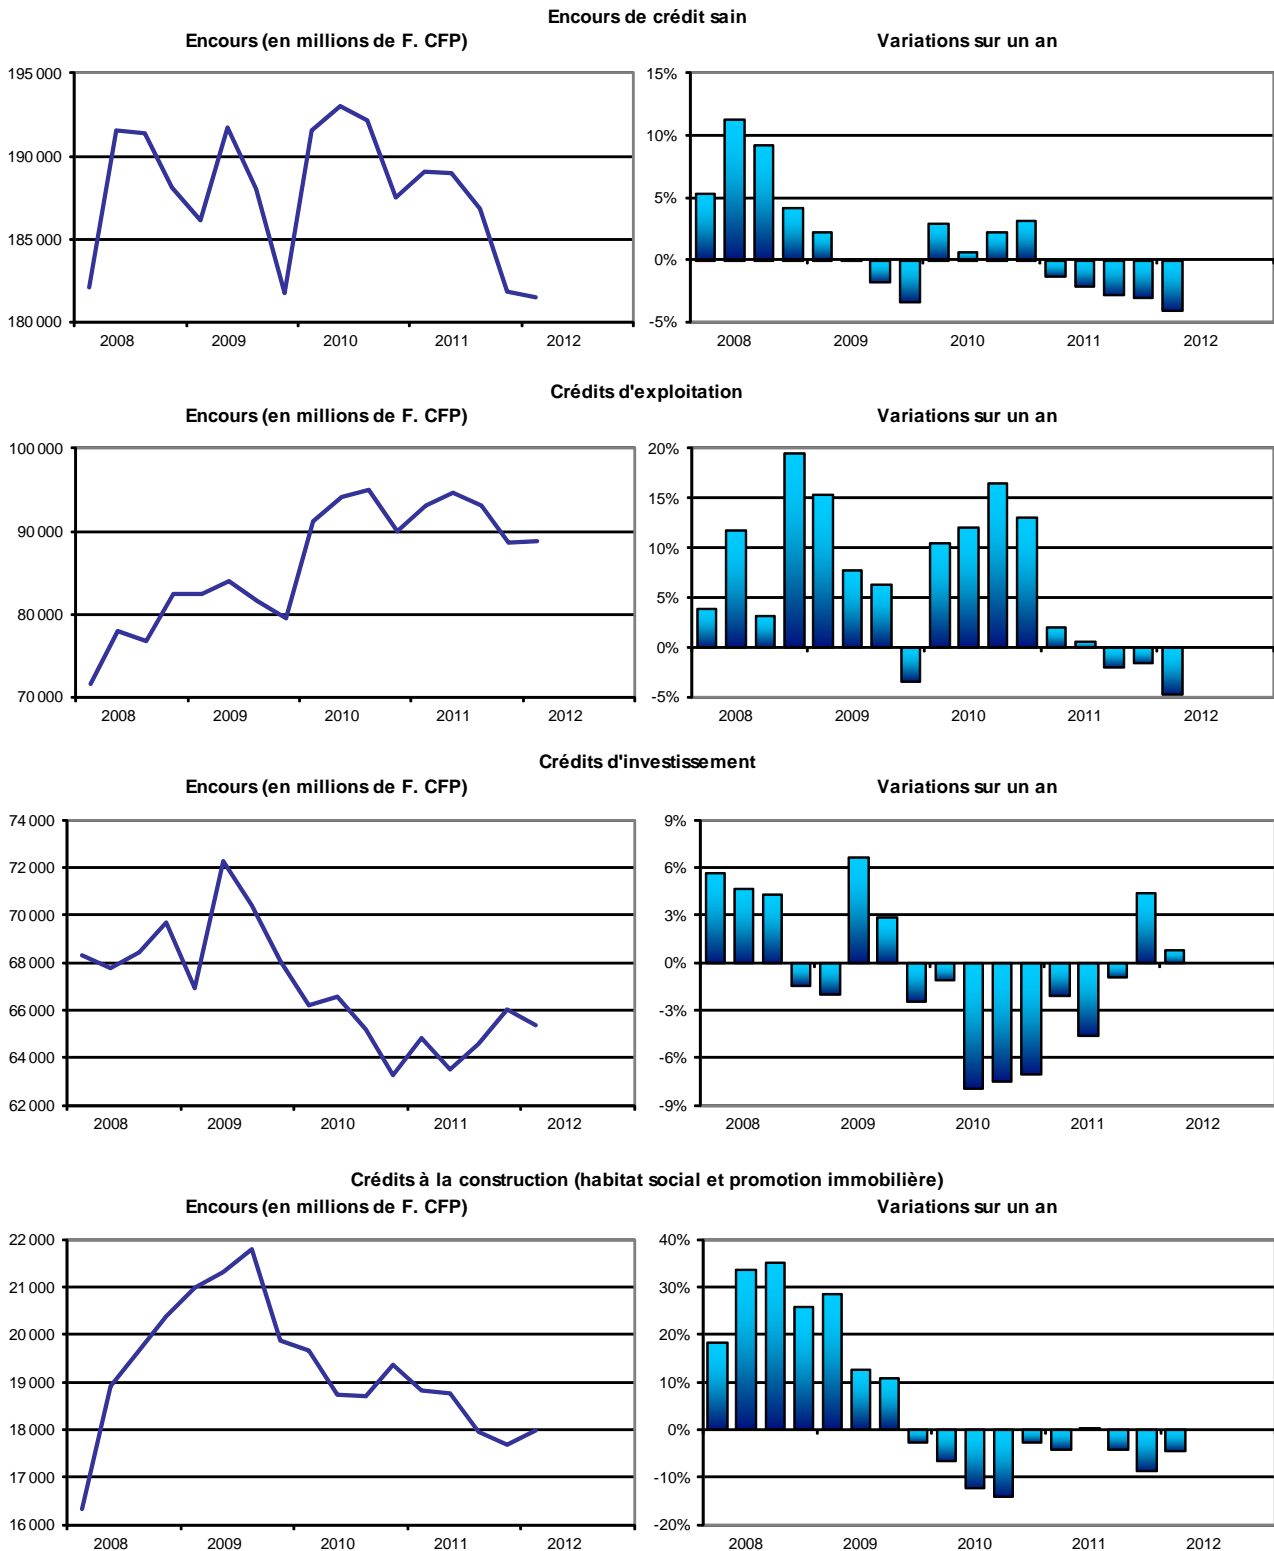 Encours de crédit sain
Encours (en millions de F. CFP)
Variations sur un an
195 000
190 000
185 000
180 000
2008 2009 2010 2011 2012
15%
10%
5%
0%
-5%
2008 2009 2010 2011 2012
Crédits d'exploitation
Encours (en millions de F. CFP)
Variations sur un an
100 000
90 000
80 000
70 000
2008 2009 2010 2011 2012
20%
15%
10%
5%
0%
-5%
2008 2009 2010 2011 2012
Crédits d'investissement
Encours (en millions de F. CFP)
Variations sur un an
74 000
72 000
70 000
68 000
66 000
64 000
62 000
2008 2009 2010 2011 2012
9%
6%
3%
0%
-3%
-6%
-9%
2008 2009 2010 2011 2012
Crédits à la construction (habitat social et promotion immobilière)
Encours (en millions de F. CFP)
Variations sur un an
22 000
21 000
20 000
19 000
18 000
17 000
16 000
2008 2009 2010 2011 2012
40%
30%
20%
10%
0%
-10%
-20%
2008 2009 2010 2011 2012